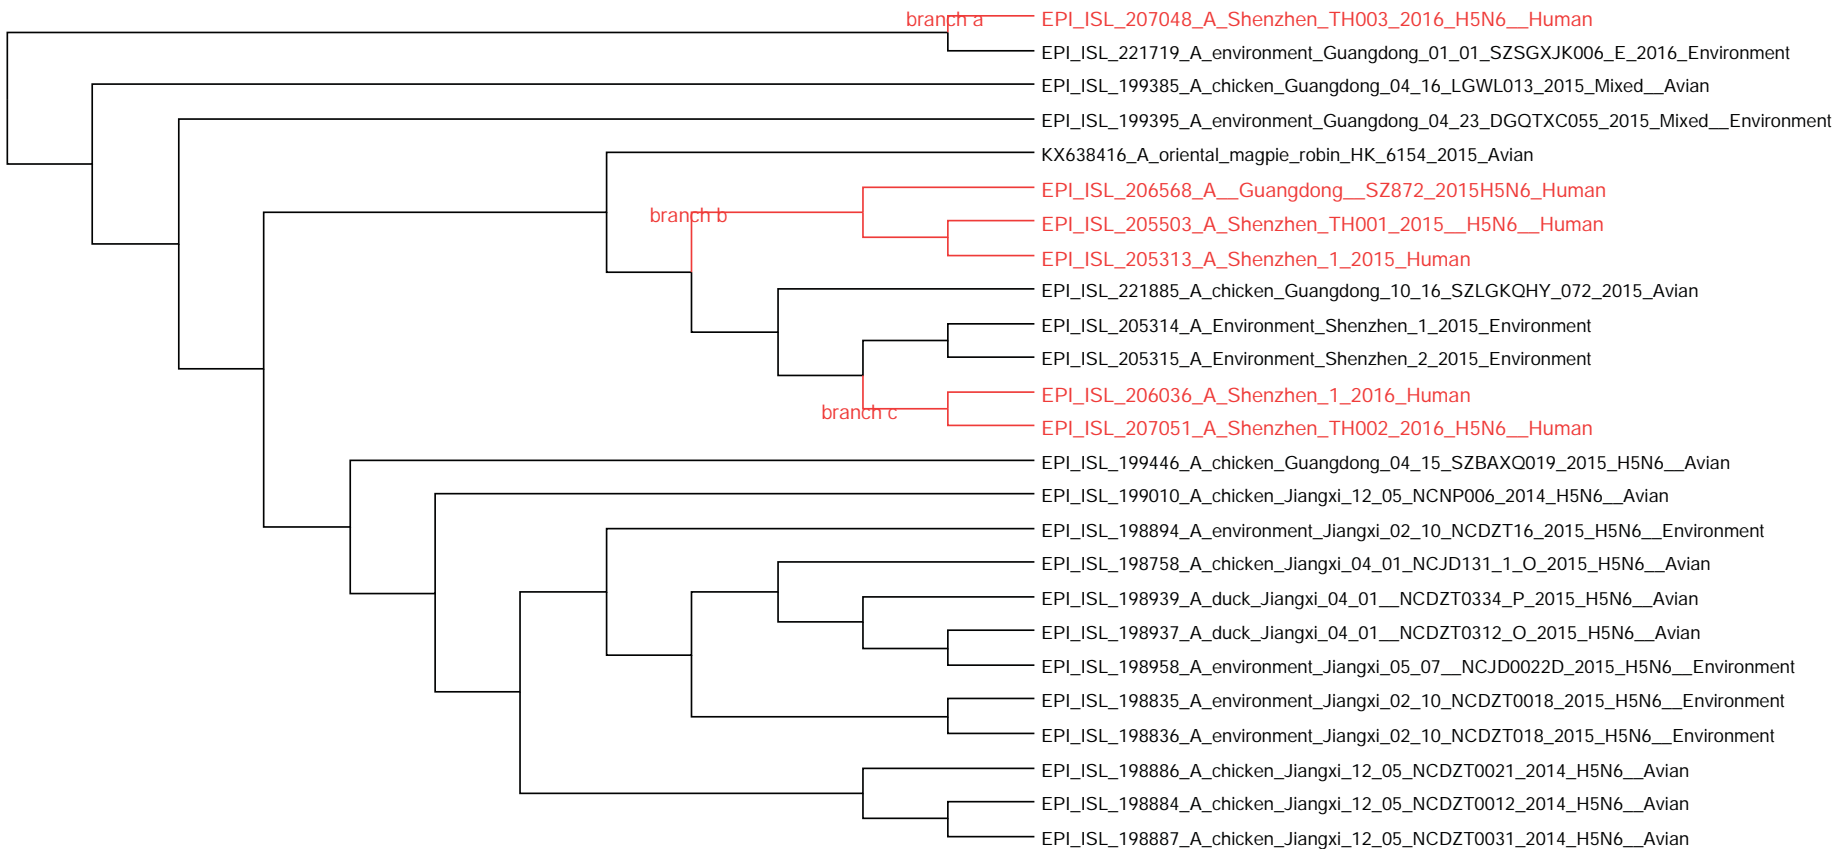 branch a
EPI_ISL_207048_A_Shenzhen_TH003_2016_H5N6__Human
EPI_ISL_221719_A_environment_Guangdong_01_01_SZSGXJK006_E_2016_Environment
EPI_ISL_199385_A_chicken_Guangdong_04_16_LGWL013_2015_Mixed__Avian
EPI_ISL_199395_A_environment_Guangdong_04_23_DGQTXC055_2015_Mixed__Environment
KX638416_A_oriental_magpie_robin_HK_6154_2015_Avian
EPI_ISL_206568_A__Guangdong__SZ872_2015H5N6_Human
branch b
EPI_ISL_205503_A_Shenzhen_TH001_2015__H5N6__Human
EPI_ISL_205313_A_Shenzhen_1_2015_Human
EPI_ISL_221885_A_chicken_Guangdong_10_16_SZLGKQHY_072_2015_Avian
EPI_ISL_205314_A_Environment_Shenzhen_1_2015_Environment
EPI_ISL_205315_A_Environment_Shenzhen_2_2015_Environment
EPI_ISL_206036_A_Shenzhen_1_2016_Human
branch c
EPI_ISL_207051_A_Shenzhen_TH002_2016_H5N6__Human
EPI_ISL_199446_A_chicken_Guangdong_04_15_SZBAXQ019_2015_H5N6__Avian
EPI_ISL_199010_A_chicken_Jiangxi_12_05_NCNP006_2014_H5N6__Avian
EPI_ISL_198894_A_environment_Jiangxi_02_10_NCDZT16_2015_H5N6__Environment
EPI_ISL_198758_A_chicken_Jiangxi_04_01_NCJD131_1_O_2015_H5N6__Avian
EPI_ISL_198939_A_duck_Jiangxi_04_01__NCDZT0334_P_2015_H5N6__Avian
EPI_ISL_198937_A_duck_Jiangxi_04_01__NCDZT0312_O_2015_H5N6__Avian
EPI_ISL_198958_A_environment_Jiangxi_05_07__NCJD0022D_2015_H5N6__Environment
EPI_ISL_198835_A_environment_Jiangxi_02_10_NCDZT0018_2015_H5N6__Environment
EPI_ISL_198836_A_environment_Jiangxi_02_10_NCDZT018_2015_H5N6__Environment
EPI_ISL_198886_A_chicken_Jiangxi_12_05_NCDZT0021_2014_H5N6__Avian
EPI_ISL_198884_A_chicken_Jiangxi_12_05_NCDZT0012_2014_H5N6__Avian
EPI_ISL_198887_A_chicken_Jiangxi_12_05_NCDZT0031_2014_H5N6__Avian